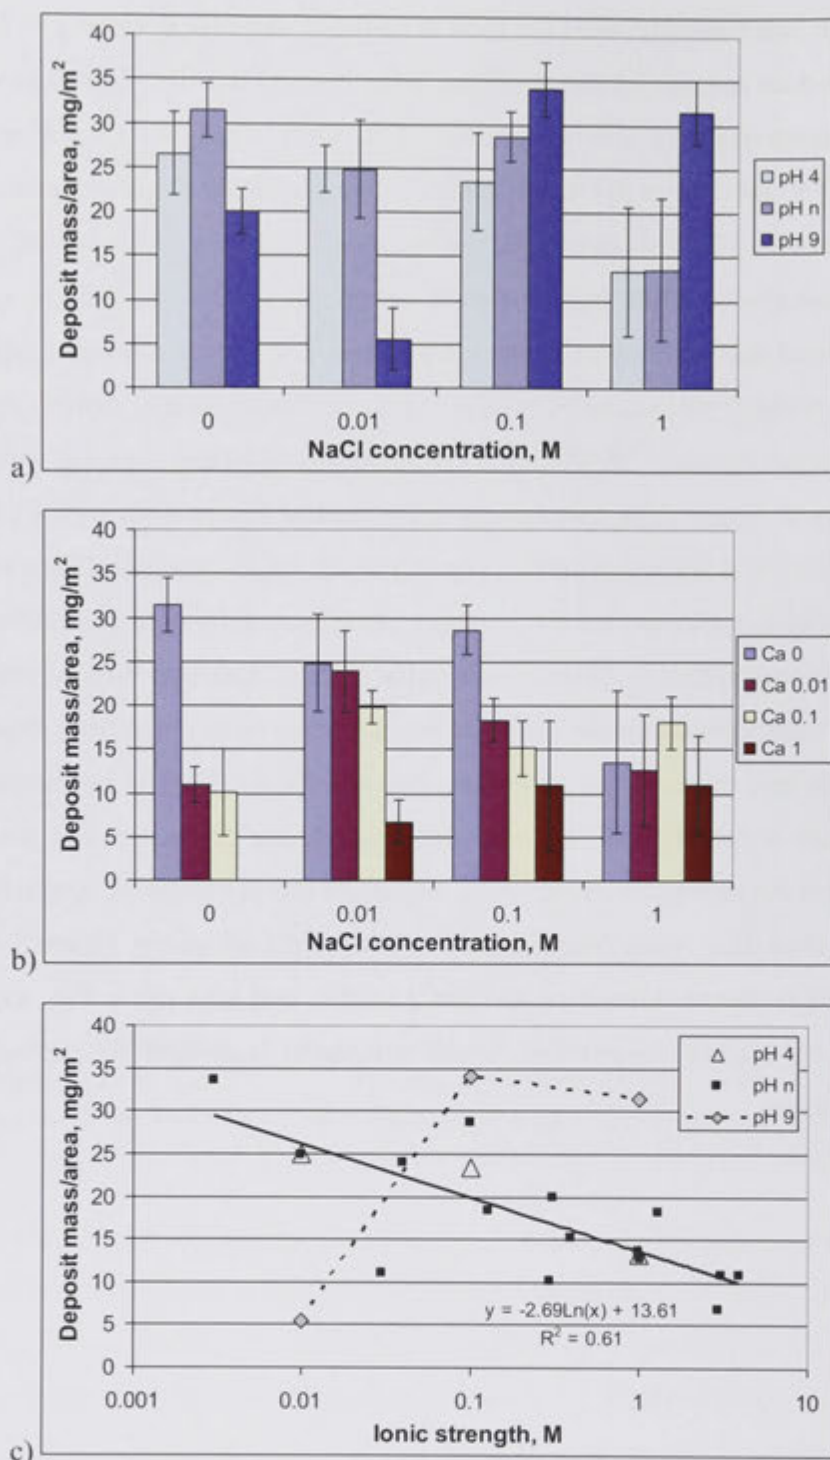 Deposit mass/area, mg/m²
40
35
30
25
20
15
10
5
0
0 0.01 0.1 1
NaCl concentration, M
pH 4
pH n
pH 9
a)
Deposit mass/area, mg/m²
40
35
30
25
20
15
10
5
0
0 0.01 0.1 1
NaCl concentration, M
Ca 0
Ca 0.01
Ca 0.1
Ca 1
b)
Deposit mass/area, mg/m²
40
35
30
25
20
15
10
5
0
pH 4
pH n
pH 9
y = -2.69Ln(x) + 13.61
R² = 0.61
0.001 0.01 0.1 1 10
Ionic strength, M
c)